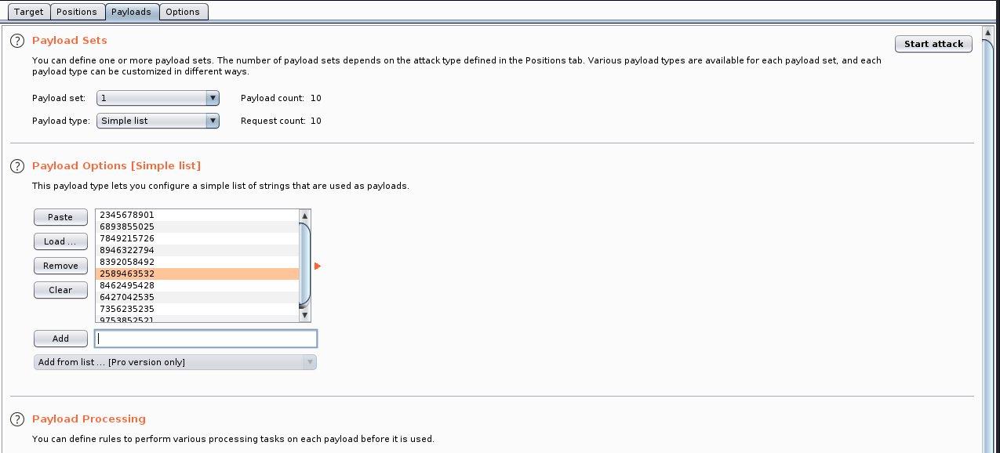 Target Positions Payloads Options
? Payload Sets
Start attack
You can define one or more payload sets. The number of payload sets depends on the attack type defined in the Positions tab. Various payload types are available for each payload set, and each
payload type can be customized in different ways.
Payload set: 1 Payload count: 10
Payload type: Simple list Request count: 10
? Payload Options [Simple list]
This payload type lets you configure a simple list of strings that are used as payloads.
Paste
Load ...
Remove
Clear
2345678901
6893855025
7849215726
8946322794
8392058492
2589463532
8462495428
6427042535
7356235235
9753852521
Add
Add from list ... [Pro version only]
? Payload Processing
You can define rules to perform various processing tasks on each payload before it is used.